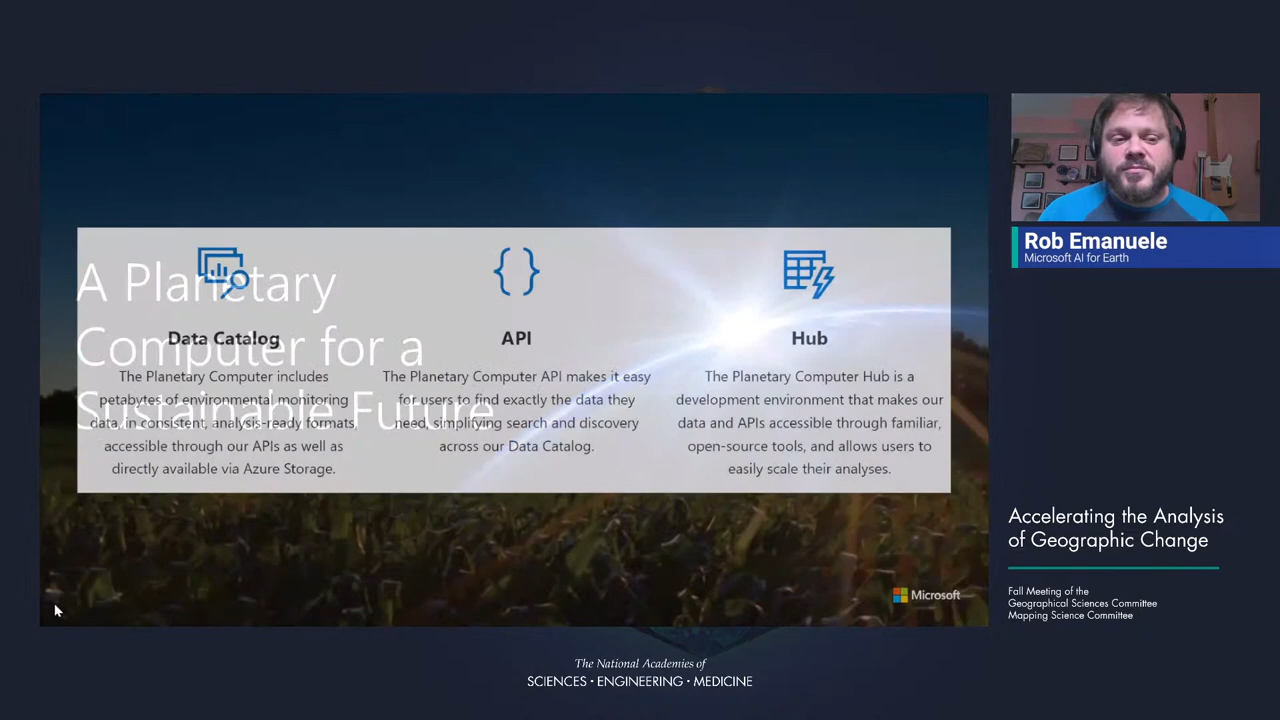 A Planetary
Computer for a
Sustainable Future
Data Catalog
The Planetary Computer includes
petabytes of environmental monitoring
data in consistent, analysis-ready formats,
accessible through our APIs as well as
directly available via Azure Storage.
{ }
API
The Planetary Computer API makes it easy
for users to find exactly the data they
need, simplifying search and discovery
across our Data Catalog.
Hub
The Planetary Computer Hub is a
development environment that makes our
data and APIs accessible through familiar,
open-source tools, and allows users to
easily scale their analyses.
Microsoft
Rob Emanuele
Microsoft AI for Earth
Accelerating the Analysis
of Geographic Change
Fall Meeting of the
Geographical Sciences Committee
Mapping Science Committee
The National Academies of
SCIENCES · ENGINEERING · MEDICINE